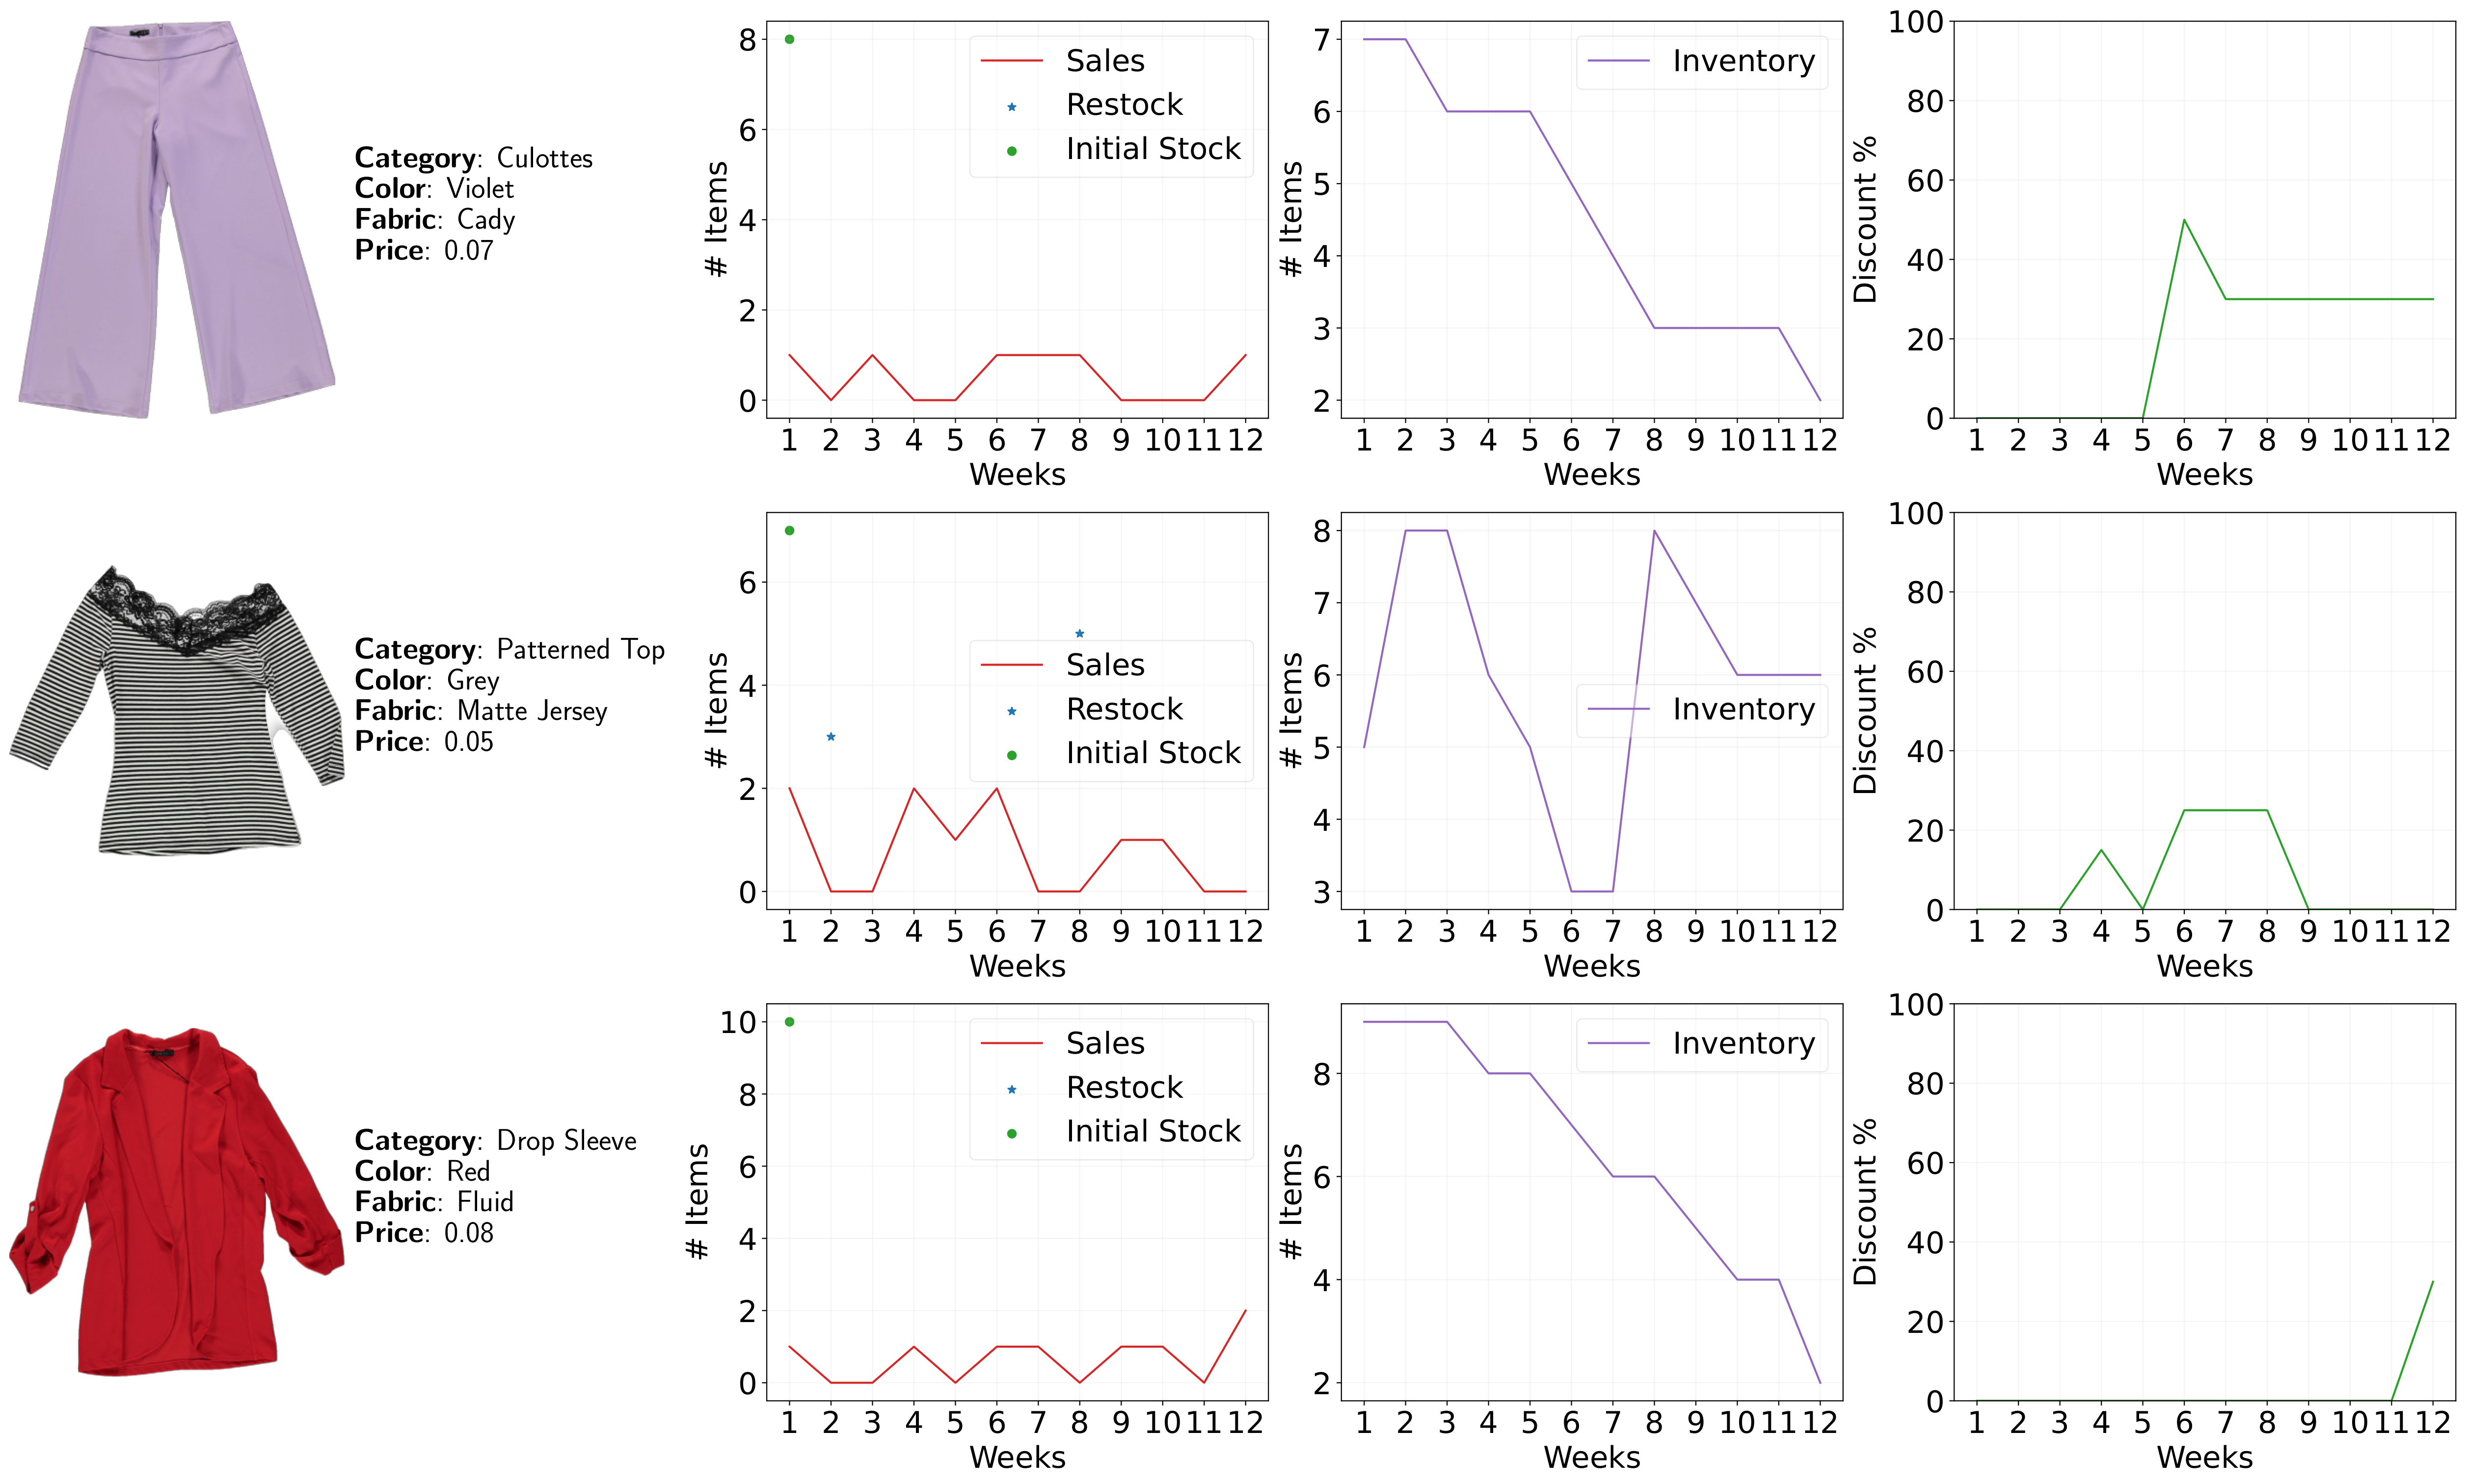 Category: Culottes
Color: Violet
Fabric: Cady
Price: 0.07
# Items
8
6
4
2
0
Sales
Restock
Initial Stock
1 2 3 4 5 6 7 8 9 10 11 12
Weeks
# Items
7
6
5
4
3
2
Inventory
1 2 3 4 5 6 7 8 9 10 11 12
Weeks
Discount %
100
80
60
40
20
0
1 2 3 4 5 6 7 8 9 10 11 12
Weeks
Category: Patterned Top
Color: Grey
Fabric: Matte Jersey
Price: 0.05
# Items
6
4
2
0
Sales
Restock
Initial Stock
1 2 3 4 5 6 7 8 9 10 11 12
Weeks
# Items
8
7
6
5
4
3
Inventory
1 2 3 4 5 6 7 8 9 10 11 12
Weeks
Discount %
100
80
60
40
20
0
1 2 3 4 5 6 7 8 9 10 11 12
Weeks
Category: Drop Sleeve
Color: Red
Fabric: Fluid
Price: 0.08
# Items
10
8
6
4
2
0
Sales
Restock
Initial Stock
1 2 3 4 5 6 7 8 9 10 11 12
Weeks
# Items
8
6
4
2
Inventory
1 2 3 4 5 6 7 8 9 10 11 12
Weeks
Discount %
100
80
60
40
20
0
1 2 3 4 5 6 7 8 9 10 11 12
Weeks